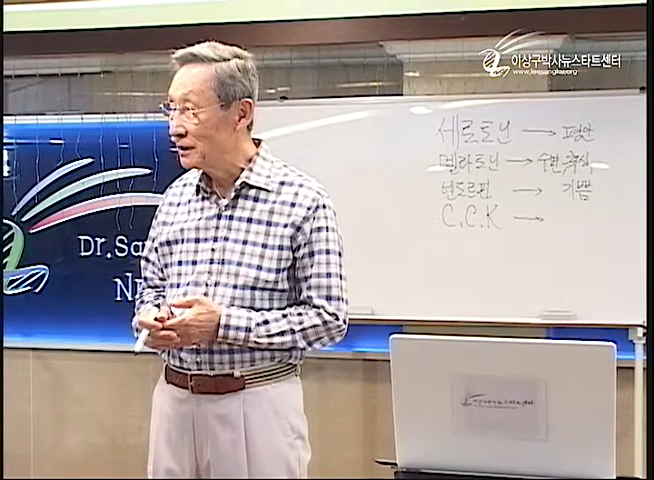 이상구박사뉴스타트센터
www.leesangku.org
세로토닌 → 평안
멜라토닌 → 수면, 휴식
엔도르핀 → 기쁨
C.C.K →
Dr.Sa
N